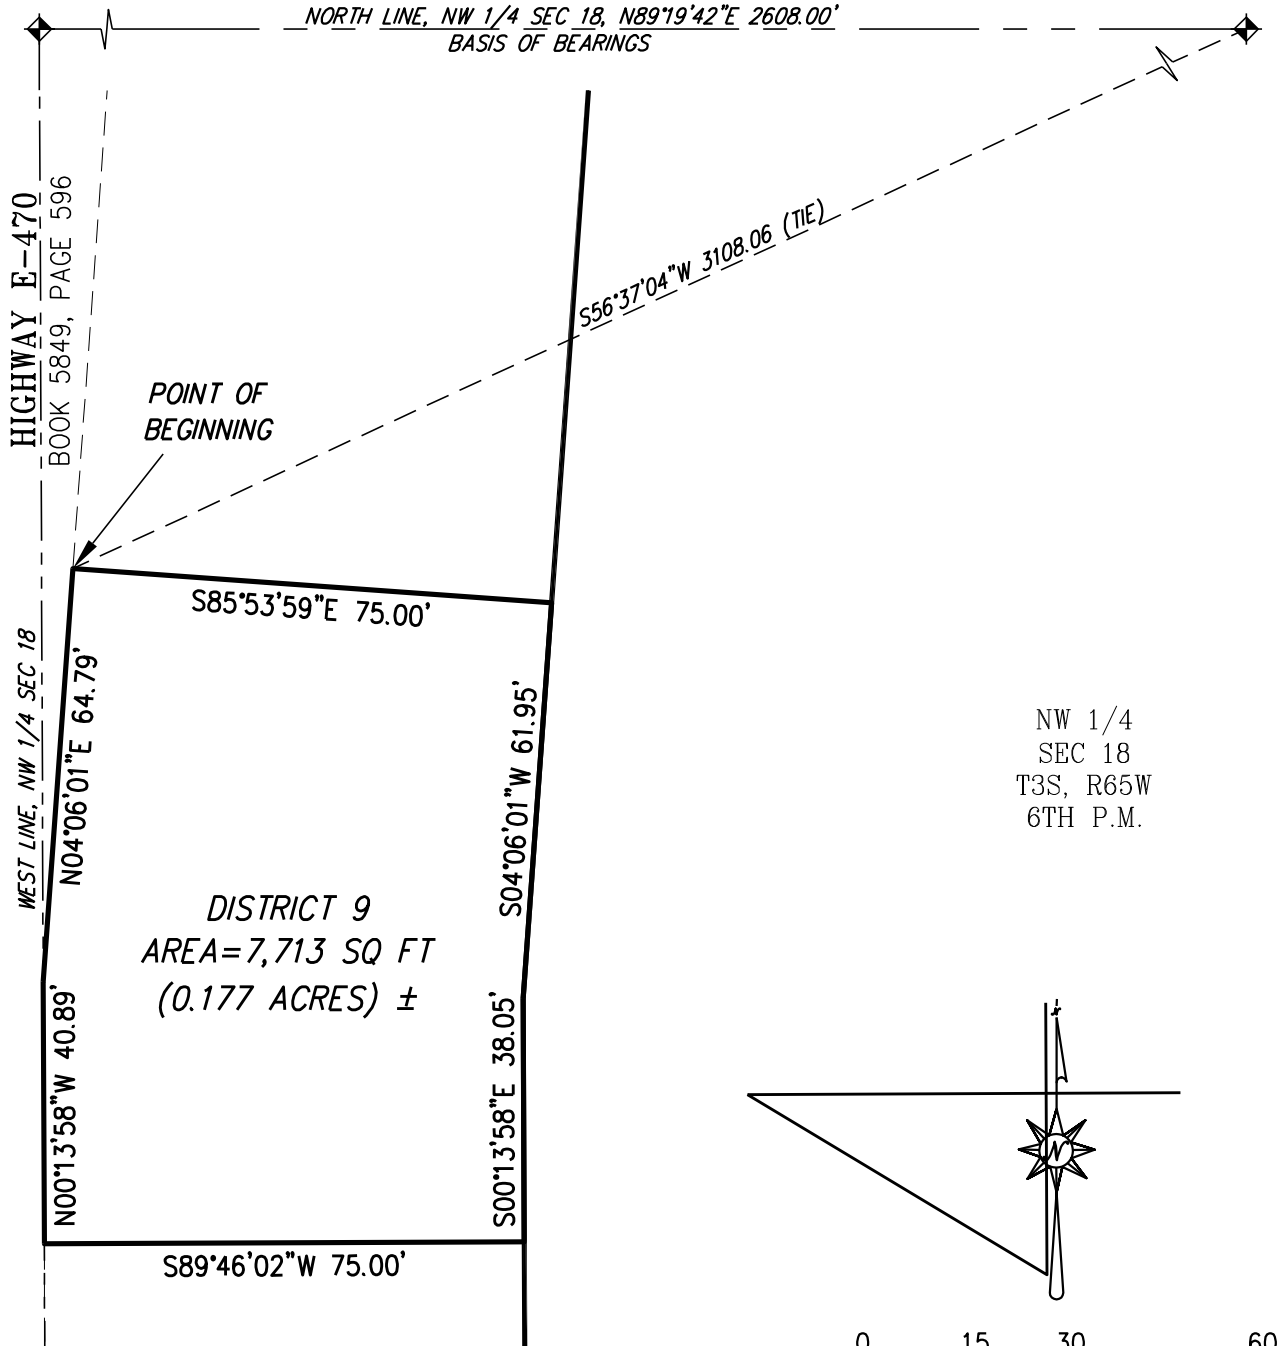 NORTH LINE, NW 1/4 SEC 18, N89°19'42"E 2608.00'
BASIS OF BEARINGS
HIGHWAY E-470
BOOK 5849, PAGE 596
S56°37'04"W 3108.06 (TIE)
POINT OF
BEGINNING
S85°53'59"E 75.00'
WEST LINE, NW 1/4 SEC 18
N04°06'01"E 64.79'
S04°06'01"W 61.95'
NW 1/4
SEC 18
T3S, R65W
6TH P.M.
DISTRICT 9
AREA=7,713 SQ FT
(0.177 ACRES) ±
N00°13'58"W 40.89'
S00°13'58"E 38.05'
S89°46'02"W 75.00'
N
0 15 30 60